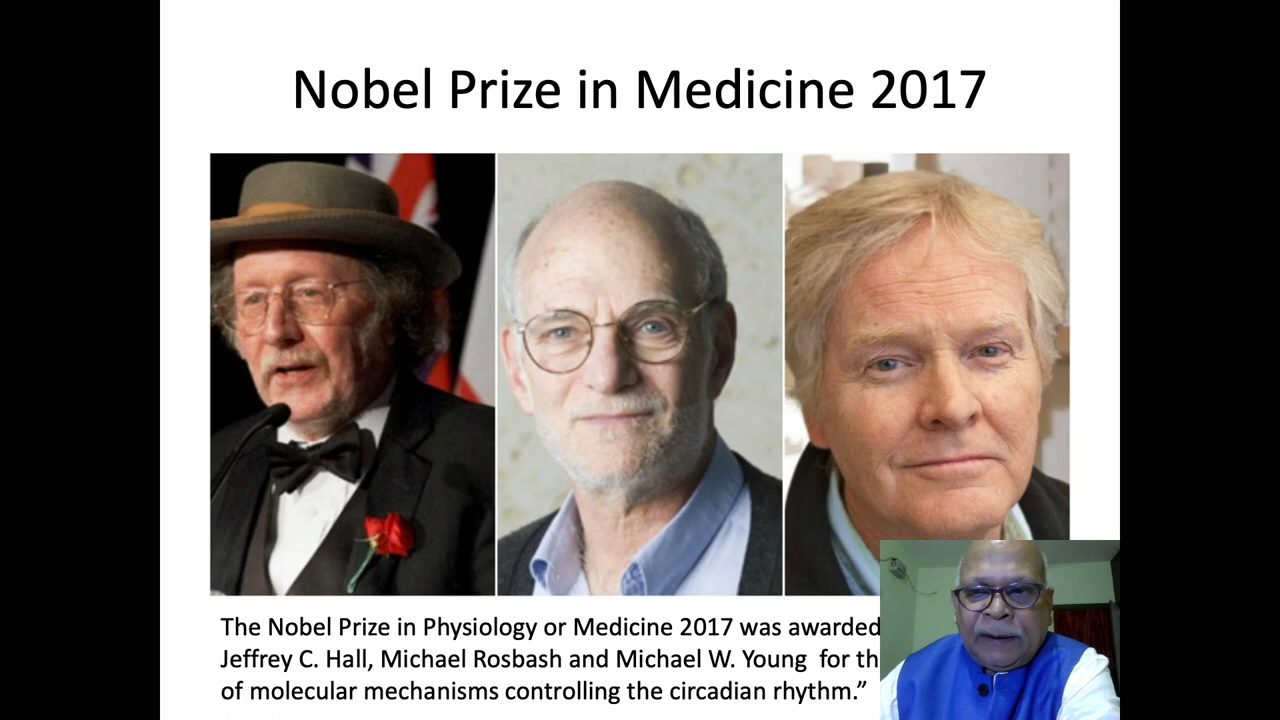 Nobel Prize in Medicine 2017
The Nobel Prize in Physiology or Medicine 2017 was awarded
Jeffrey C. Hall, Michael Rosbash and Michael W. Young for th
of molecular mechanisms controlling the circadian rhythm.”